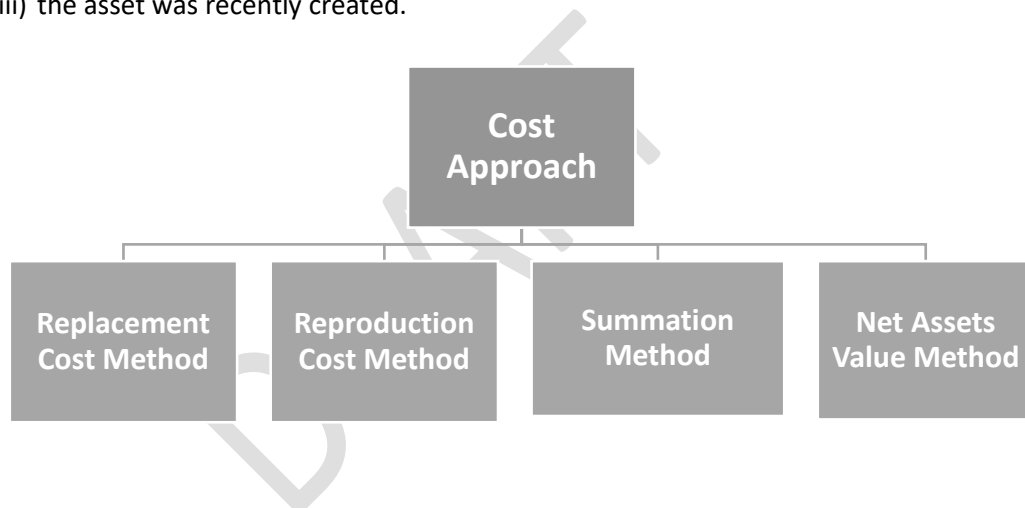 iii) the asset was recently created.
Cost
Approach
Replacement
Cost Method
Reproduction
Cost Method
Summation
Method
Net Assets
Value Method
DRAFT